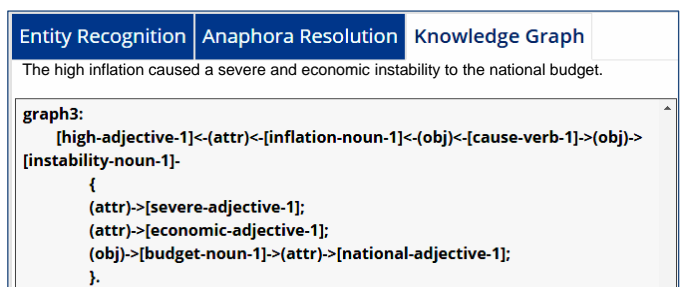 Entity Recognition Anaphora Resolution Knowledge Graph
The high inflation caused a severe and economic instability to the national budget.
graph3:
[high-adjective-1]<-(attr)<-[inflation-noun-1]<-(obj)<-[cause-verb-1]->(obj)->
[instability-noun-1]-
{
(attr)->[severe-adjective-1];
(attr)->[economic-adjective-1];
(obj)->[budget-noun-1]->(attr)->[national-adjective-1];
}.